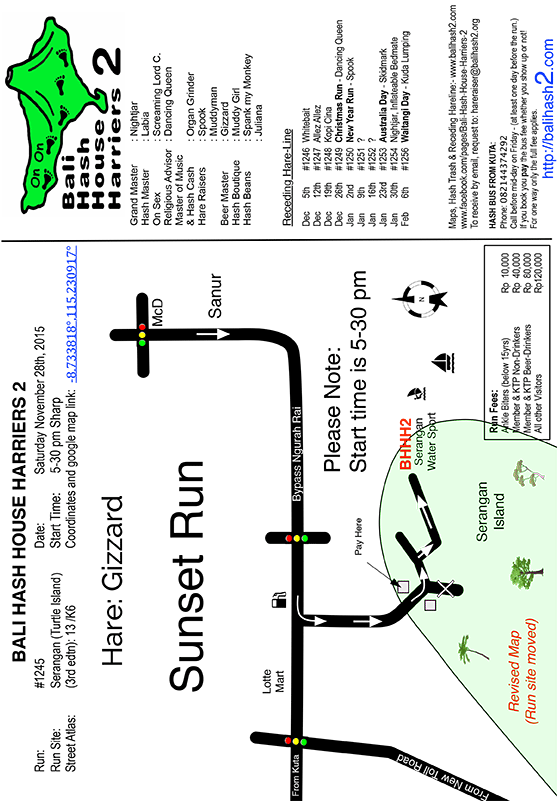 BALI HASH HOUSE HARRIERS 2
Run: #1245 Date: Saturday November 28th, 2015
Run Site: Serangan (Turtle Island) Start Time: 5-30 pm Sharp
Street Atlas: (3rd edtn): 13 /K6 Coordinates and google map link: -8.733818°,115.230917°
Hare: Gizzard
Sunset Run
McD
Sanur
Lotte
Mart
From Kuta
Bypass Ngurah Rai
From New Toll Road
Please Note:
Start time is 5-30 pm
Pay Here
BHHH2
Serangan
Water Sport
N
Serangan
Island
Revised Map
(Run site moved)
Run Fees:
Ankle Biters (below 15yrs) Rp 10,000
Member & KTP Non-Drinkers Rp 40,000
Member & KTP Beer-Drinkers Rp 80,000
All other Visitors Rp120,000
On On
Bali
Hash
House
Harriers 2
Grand Master : Nightjar
Hash Master : Labia
On Sex : Screaming Lord C.
Religious Advisor : Dancing Queen
Master of Music
& Hash Cash : Organ Grinder
Hare Raisers : Spook
: Muddyman
Beer Master : Gizzard
Hash Boutique : Muddy Girl
Hash Beans : Spank my Monkey
: Juliana
Receding Hare-Line
Dec 5th #1246 Whitebait
Dec 12th #1247 Allez Allez
Dec 19th #1248 Kopi Cina
Dec 26th #1249 Christmas Run - Dancing Queen
Jan 2nd #1250 New Year Run - Spook
Jan 9th #1251 ?
Jan 16th #1252 ?
Jan 23rd #1253 Australia Day - Skidmark
Jan 30th #1254 Nightjar, Inflateable Bedmate
Feb 6th #1256 Waitangi Day - Kuda Lumping
Maps, Hash Trash & Receding Hareline: - www.balihash2.com
www.facebook.com/pages/Bali-Hash-House-Harriers-2
To receive by email, request to: hareraiser@balihash2.org
HASH BUS FROM KUTA:
Phone: 082144374292
Call before mid-day on Friday - (at least one day before the run.)
If you book you pay the bus fee whether you show up or not!
For one way only the full fee applies.
http://balihash2.com